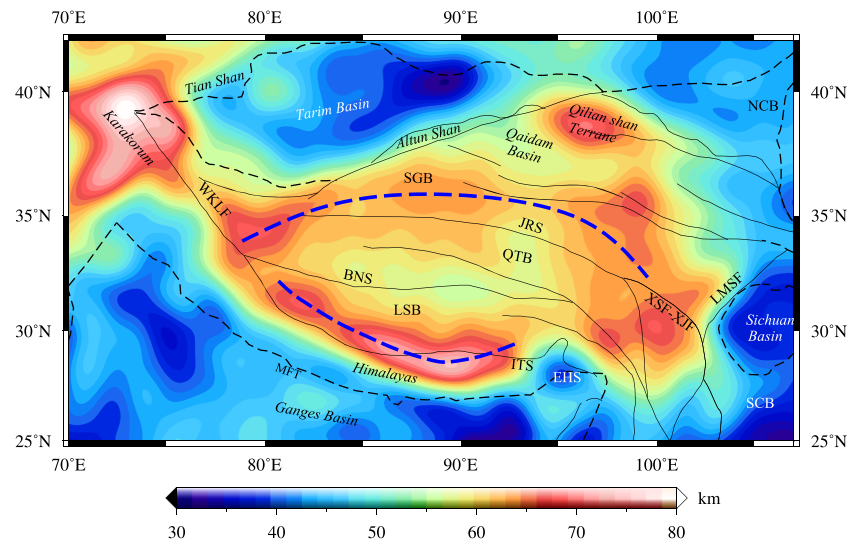 70˚E 80˚E 90˚E 100˚E
40˚N 40˚N
35˚N 35˚N
30˚N 30˚N
25˚N 25˚N
Tian Shan
Tarim Basin
Karakorum
Altun Shan
Qilian shan
Terrane
NCB
Qaidam
Basin
SGB
WKLF
JRS
QTB
BNS
LSB
XSF-XJF
LMSF
Sichuan
Basin
MFT
Himalayas
ITS
EHS
Ganges Basin
SCB
70˚E 80˚E 90˚E 100˚E
km
30 40 50 60 70 80